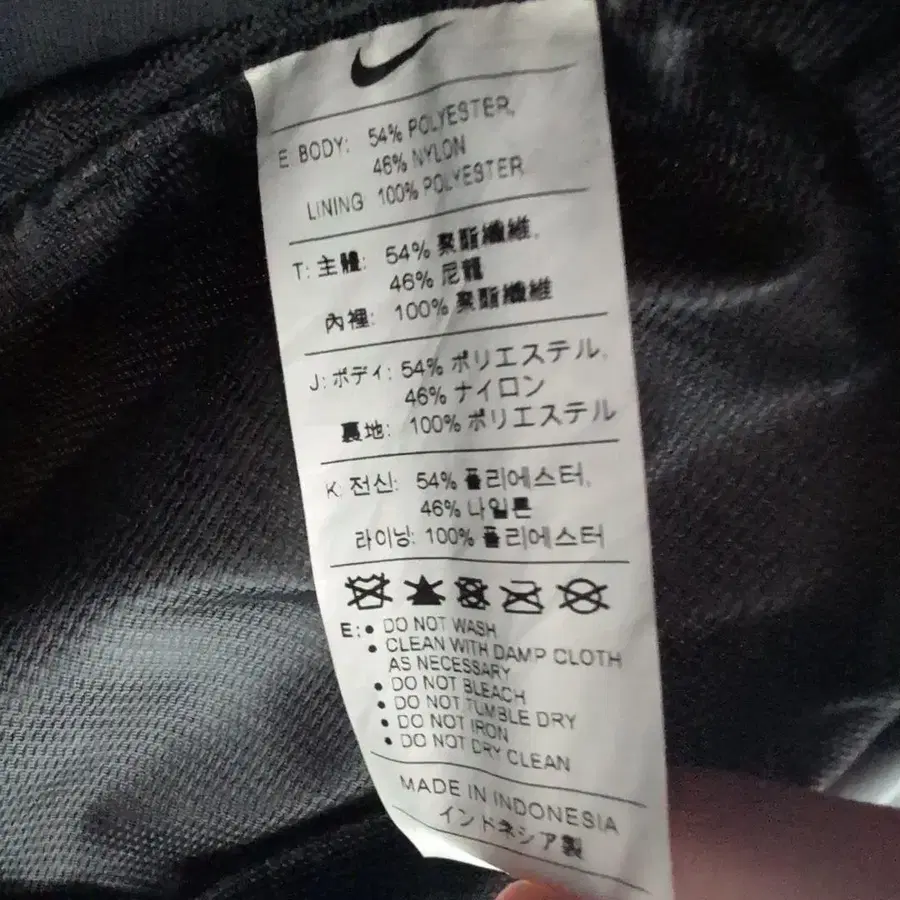 E. BODY: 54% POLYESTER,
46% NYLON
LINING 100% POLYESTER
T: 主體: 54% 聚酯纖維,
46% 尼龍
內裡: 100% 聚酯纖維
J: ボディ: 54% ポリエステル,
46% ナイロン
裏地: 100% ポリエステル
K: 전신: 54% 폴리에스터,
46% 나일론
라이닝: 100% 폴리에스터
E: • DO NOT WASH
• CLEAN WITH DAMP CLOTH
AS NECESSARY
• DO NOT BLEACH
• DO NOT TUMBLE DRY
• DO NOT IRON
• DO NOT DRY CLEAN
MADE IN INDONESIA
インドネシア製